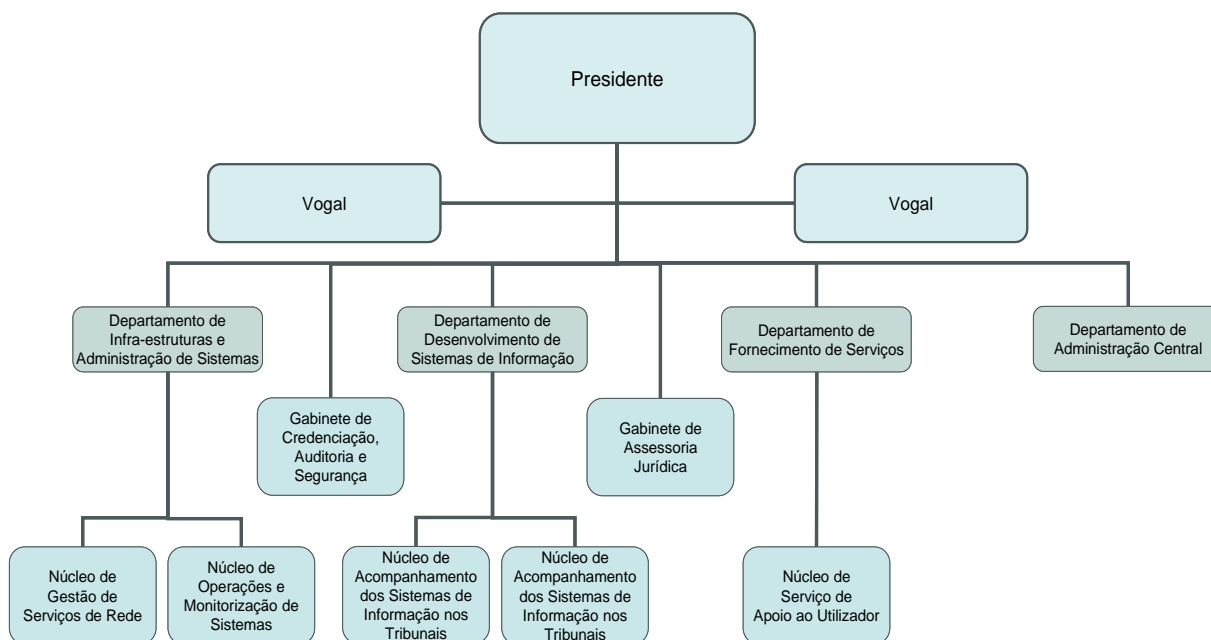 Presidente
Vogal
Vogal
Departamento de
Infra-estruturas e
Administração de Sistemas
Departamento de
Desenvolvimento de
Sistemas de Informação
Departamento de
Fornecimento de Serviços
Departamento de
Administração Central
Gabinete de
Credenciação,
Auditoria e
Segurança
Gabinete de
Assessoria
Jurídica
Núcleo de
Gestão de
Serviços de Rede
Núcleo de
Operações e
Monitorização de
Sistemas
Núcleo de
Acompanhamento
dos Sistemas de
Informação nos
Tribunais
Núcleo de
Acompanhamento
dos Sistemas de
Informação nos
Tribunais
Núcleo de
Serviço de
Apoio ao Utilizador